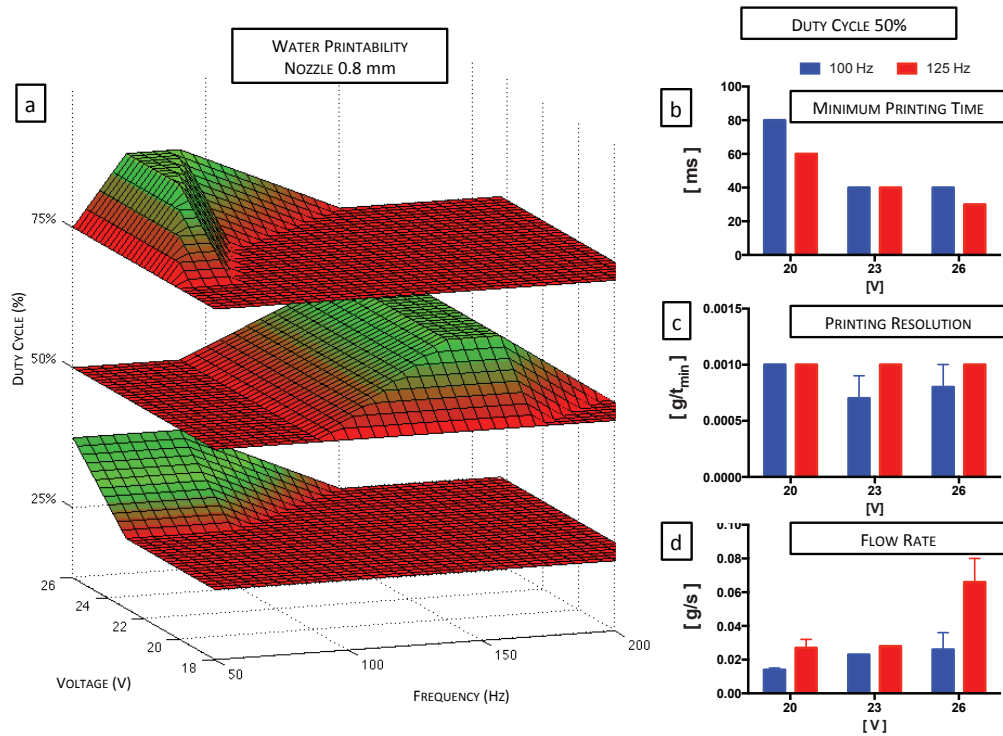 WATER PRINTABILITY
NOZZLE 0.8 mm
a
75%
50%
25%
DUTY CYCLE (%)
26
24
22
20
18
VOLTAGE (V)
50
100
150
200
FREQUENCY (HZ)
DUTY CYCLE 50%
100 Hz
125 Hz
b
MINIMUM PRINTING TIME
[ ms ]
100
80
60
40
20
0
20
23
26
[V]
c
PRINTING RESOLUTION
[ g/tmin ]
0.0015
0.0010
0.0005
0.0000
20
23
26
[V]
d
FLOW RATE
[ g/s ]
0.10
0.08
0.06
0.04
0.02
0.00
20
23
26
[ V ]